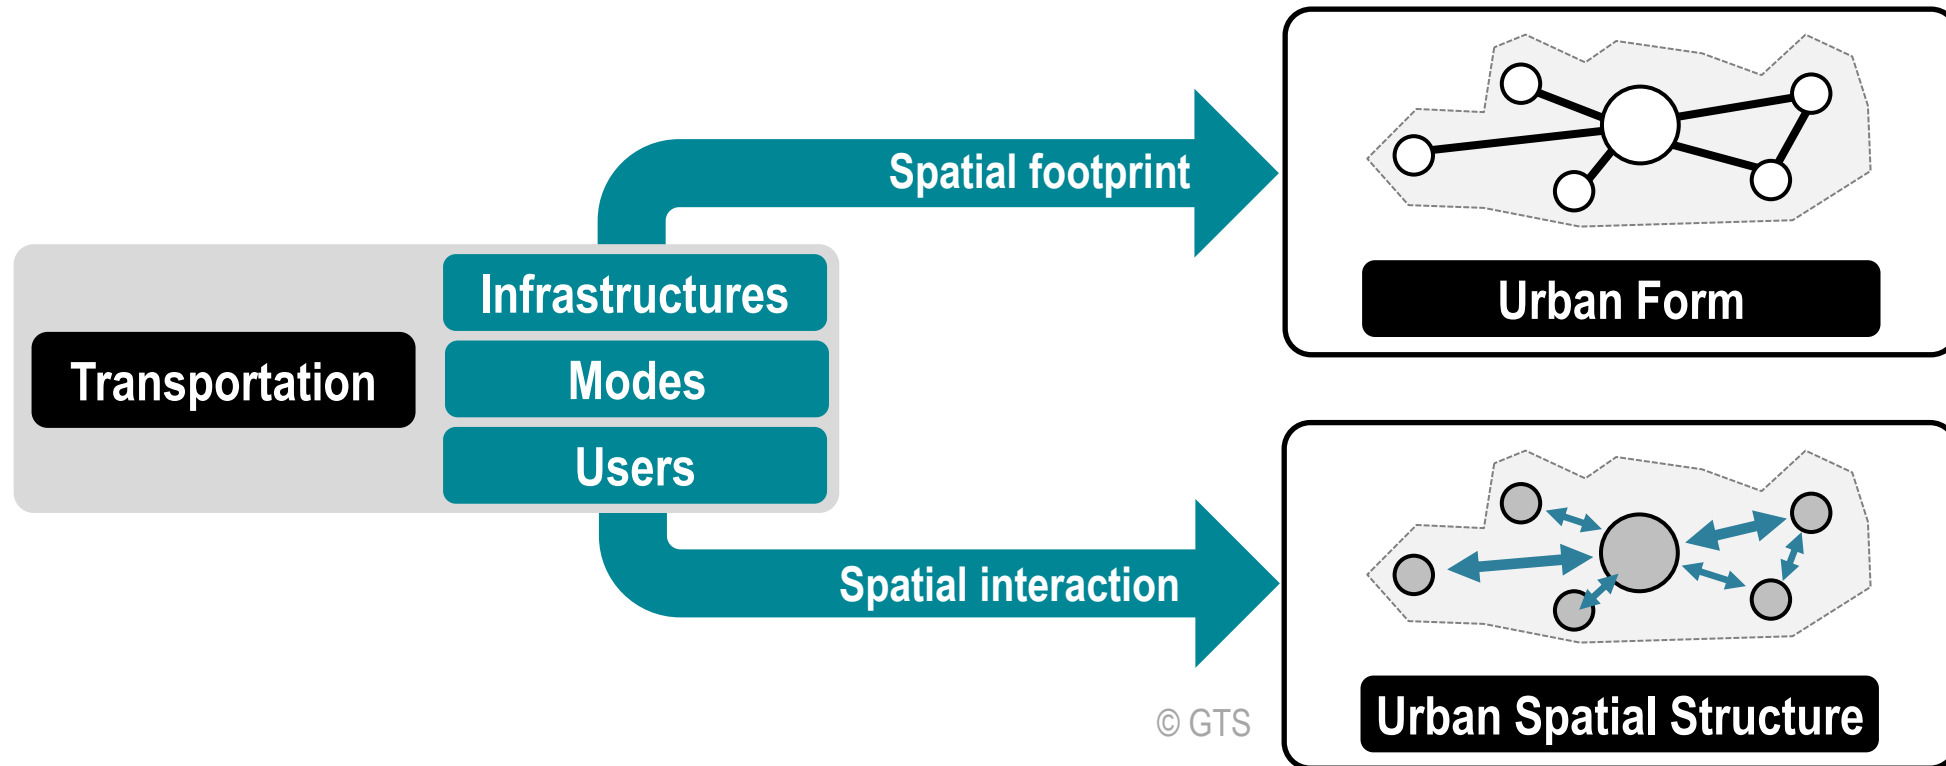 Spatial footprint
Infrastructures
Urban Form
Transportation
Modes
Users
Spatial interaction
© GTS
Urban Spatial Structure